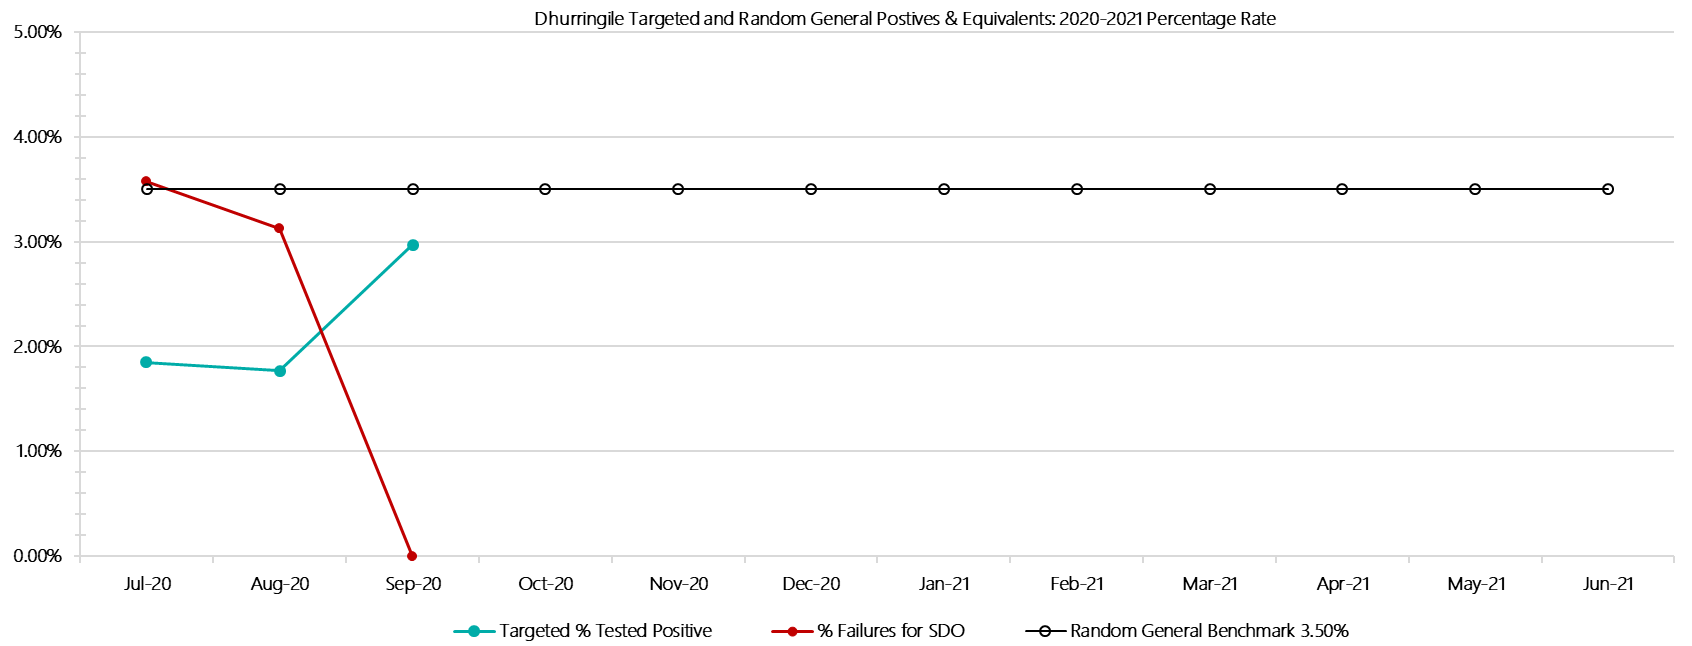 Dhurringile Targeted and Random General Postives & Equivalents: 2020-2021 Percentage Rate
5.00%
4.00%
3.00%
2.00%
1.00%
0.00%
Jul-20 Aug-20 Sep-20 Oct-20 Nov-20 Dec-20 Jan-21 Feb-21 Mar-21 Apr-21 May-21 Jun-21
Targeted % Tested Positive % Failures for SDO Random General Benchmark 3.50%